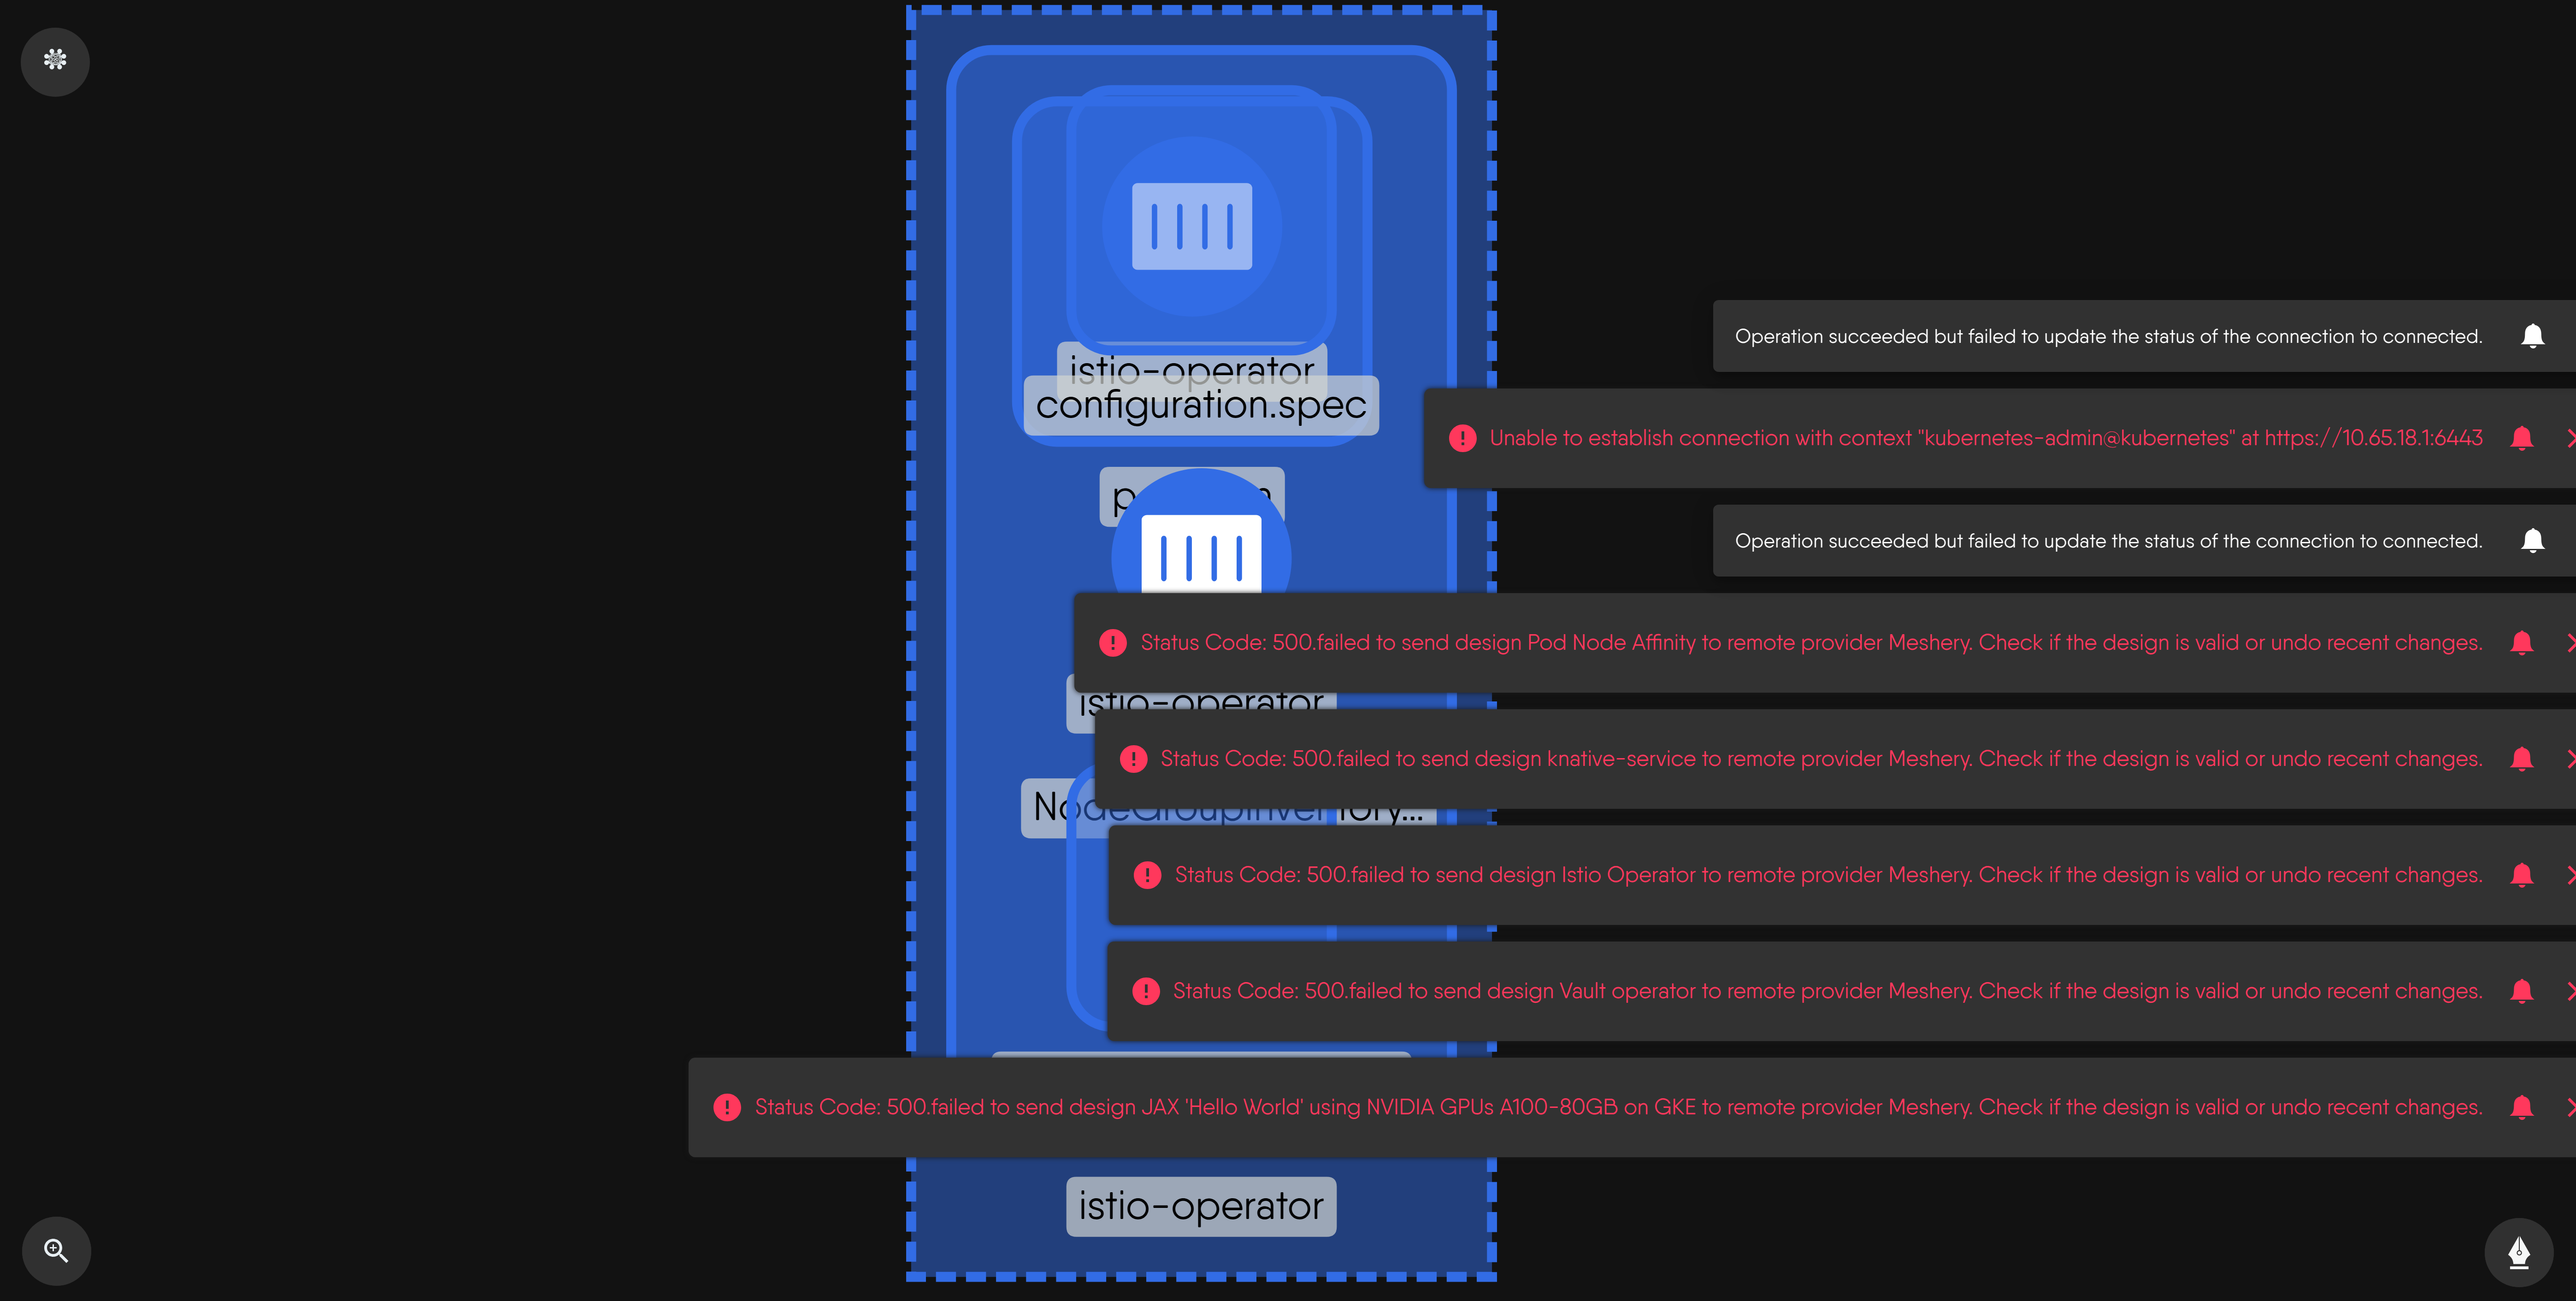 istio-operator
configuration.spec
Operation succeeded but failed to update the status of the connection to connected.
Unable to establish connection with context "kubernetes-admin@kubernetes" at https://10.65.18.1:6443
Operation succeeded but failed to update the status of the connection to connected.
Status Code: 500.failed to send design Pod Node Affinity to remote provider Meshery. Check if the design is valid or undo recent changes.
istio-operator
Status Code: 500.failed to send design knative-service to remote provider Meshery. Check if the design is valid or undo recent changes.
Status Code: 500.failed to send design Istio Operator to remote provider Meshery. Check if the design is valid or undo recent changes.
Status Code: 500.failed to send design Vault operator to remote provider Meshery. Check if the design is valid or undo recent changes.
Status Code: 500.failed to send design JAX 'Hello World' using NVIDIA GPUs A100-80GB on GKE to remote provider Meshery. Check if the design is valid or undo recent changes.
istio-operator